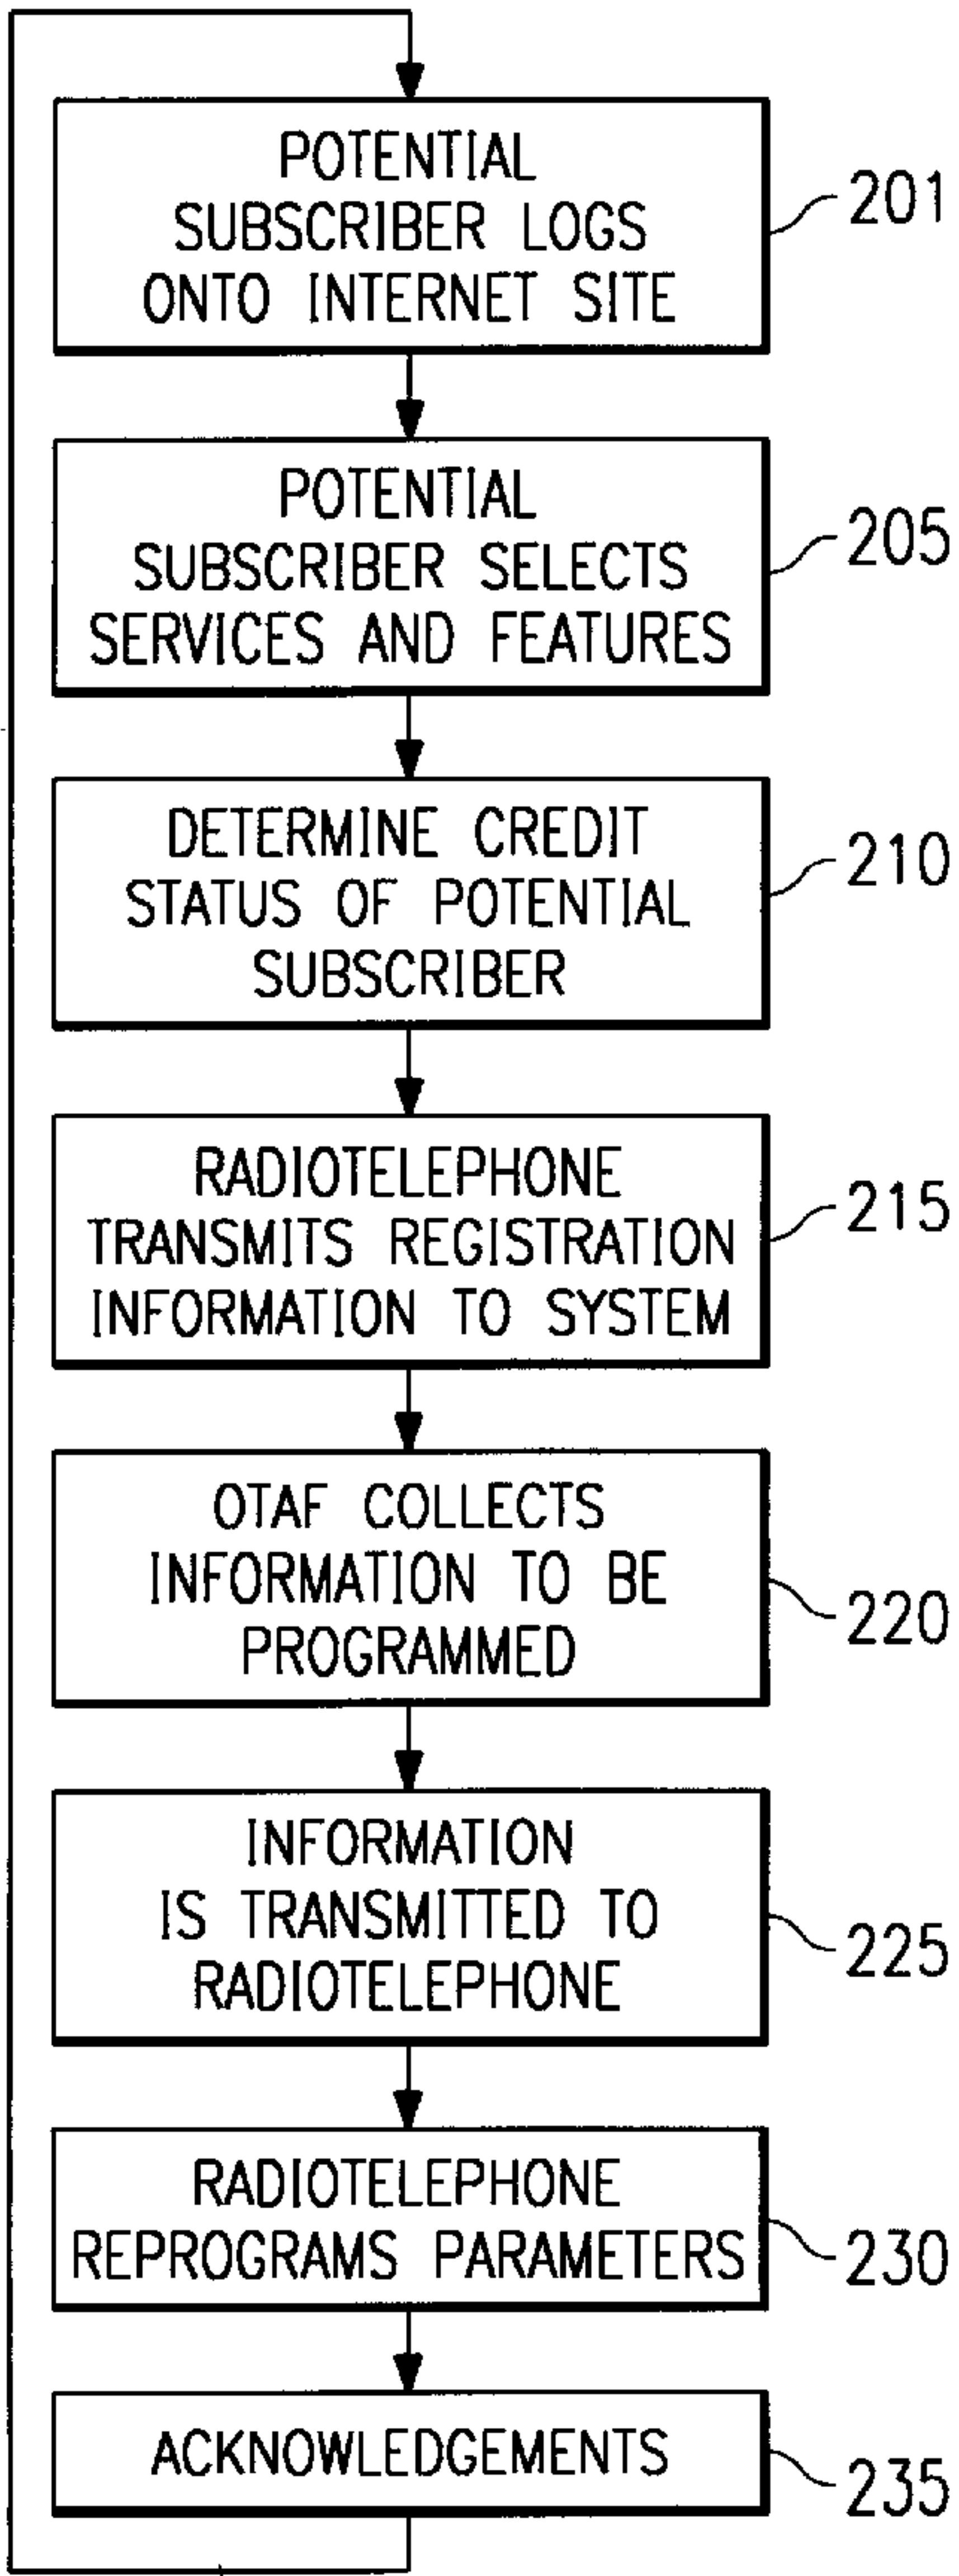 POTENTIAL
SUBSCRIBER LOGS
ONTO INTERNET SITE
201
POTENTIAL
SUBSCRIBER SELECTS
SERVICES AND FEATURES
205
DETERMINE CREDIT
STATUS OF POTENTIAL
SUBSCRIBER
210
RADIOTELEPHONE
TRANSMITS REGISTRATION
INFORMATION TO SYSTEM
215
OTAF COLLECTS
INFORMATION TO BE
PROGRAMMED
220
INFORMATION
IS TRANSMITTED TO
RADIOTELEPHONE
225
RADIOTELEPHONE
REPROGRAMS PARAMETERS
230
ACKNOWLEDGEMENTS
235